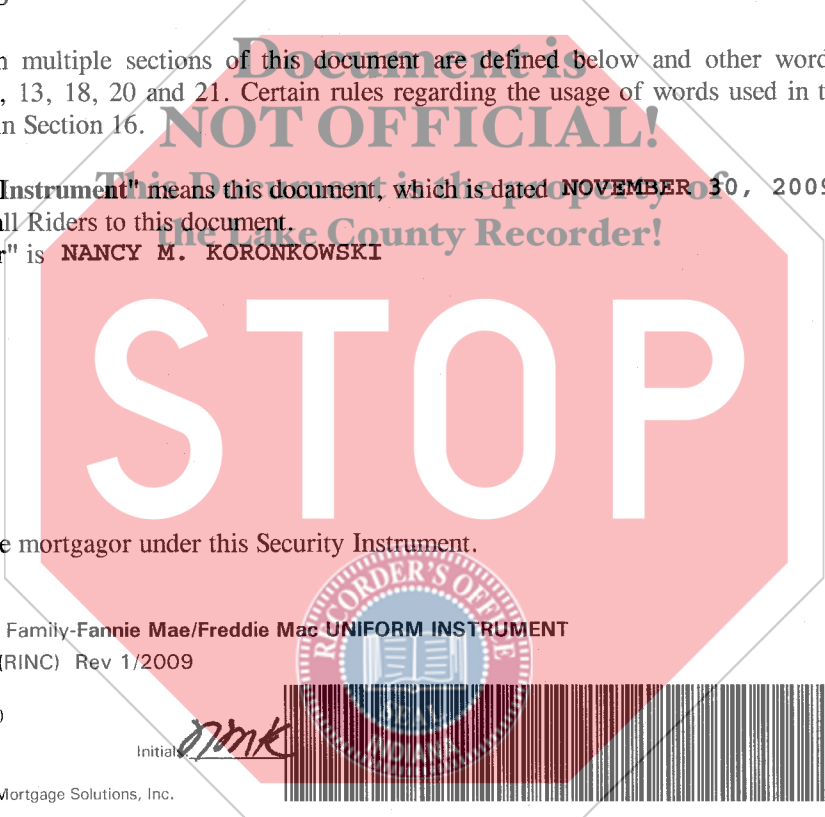 n multiple sections of this document are defined below and other word
, 13, 18, 20 and 21. Certain rules regarding the usage of words used in t
n Section 16.
Document is
NOT OFFICIAL!
This Document is the property of
the Lake County Recorder!
Instrument" means this document, which is dated NOVEMBER 30, 2009
ll Riders to this document.
r" is NANCY M. KORONKOWSKI
STOP
e mortgagor under this Security Instrument.
Family-Fannie Mae/Freddie Mac UNIFORM INSTRUMENT
(RINC) Rev 1/2009
)
Initials: nmk
Mortgage Solutions, Inc.
RECORDER'S OFFICE
SEAL
INDIANA